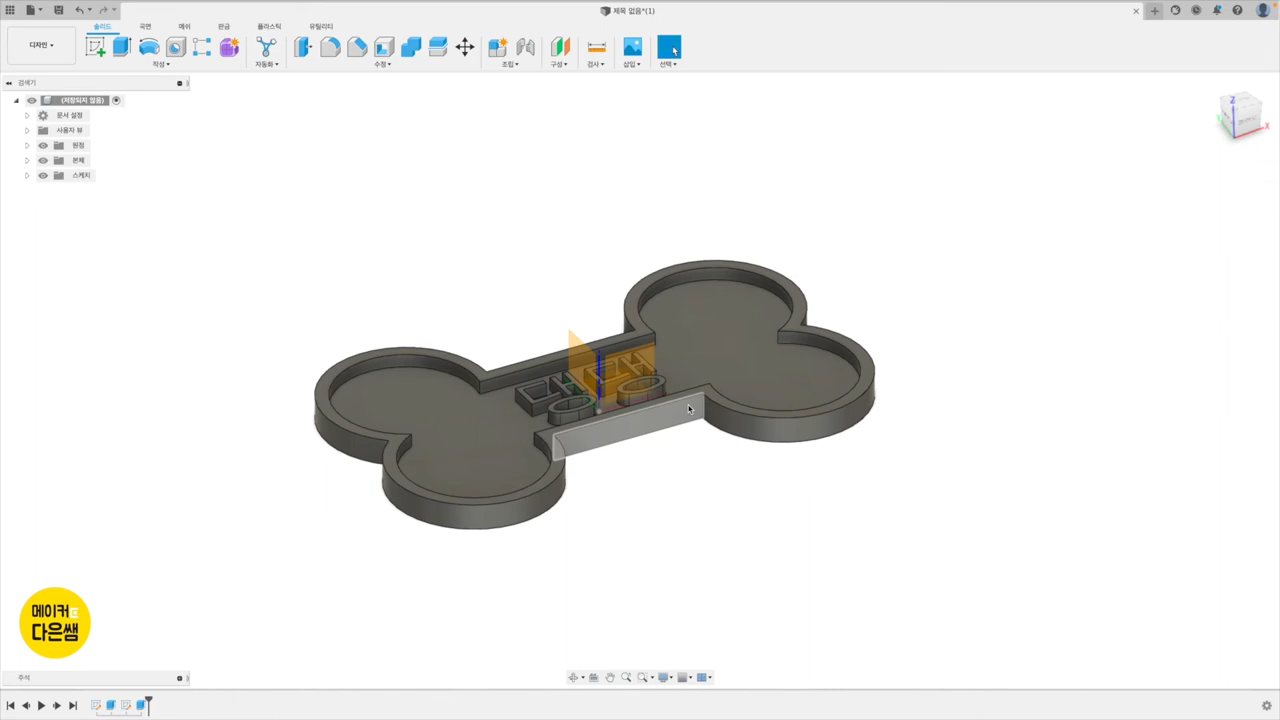 제목 없음*(1)
디자인
솔리드
곡면
메쉬
판금
플라스틱
유틸리티
작성
자동화
수정
조립
구성
검사
삽입
선택
검색기
(저장되지 않음)
문서 설정
사용자 뷰
원점
본체
스케치
Z
X
댕댕
메이커
다은쌤
주석